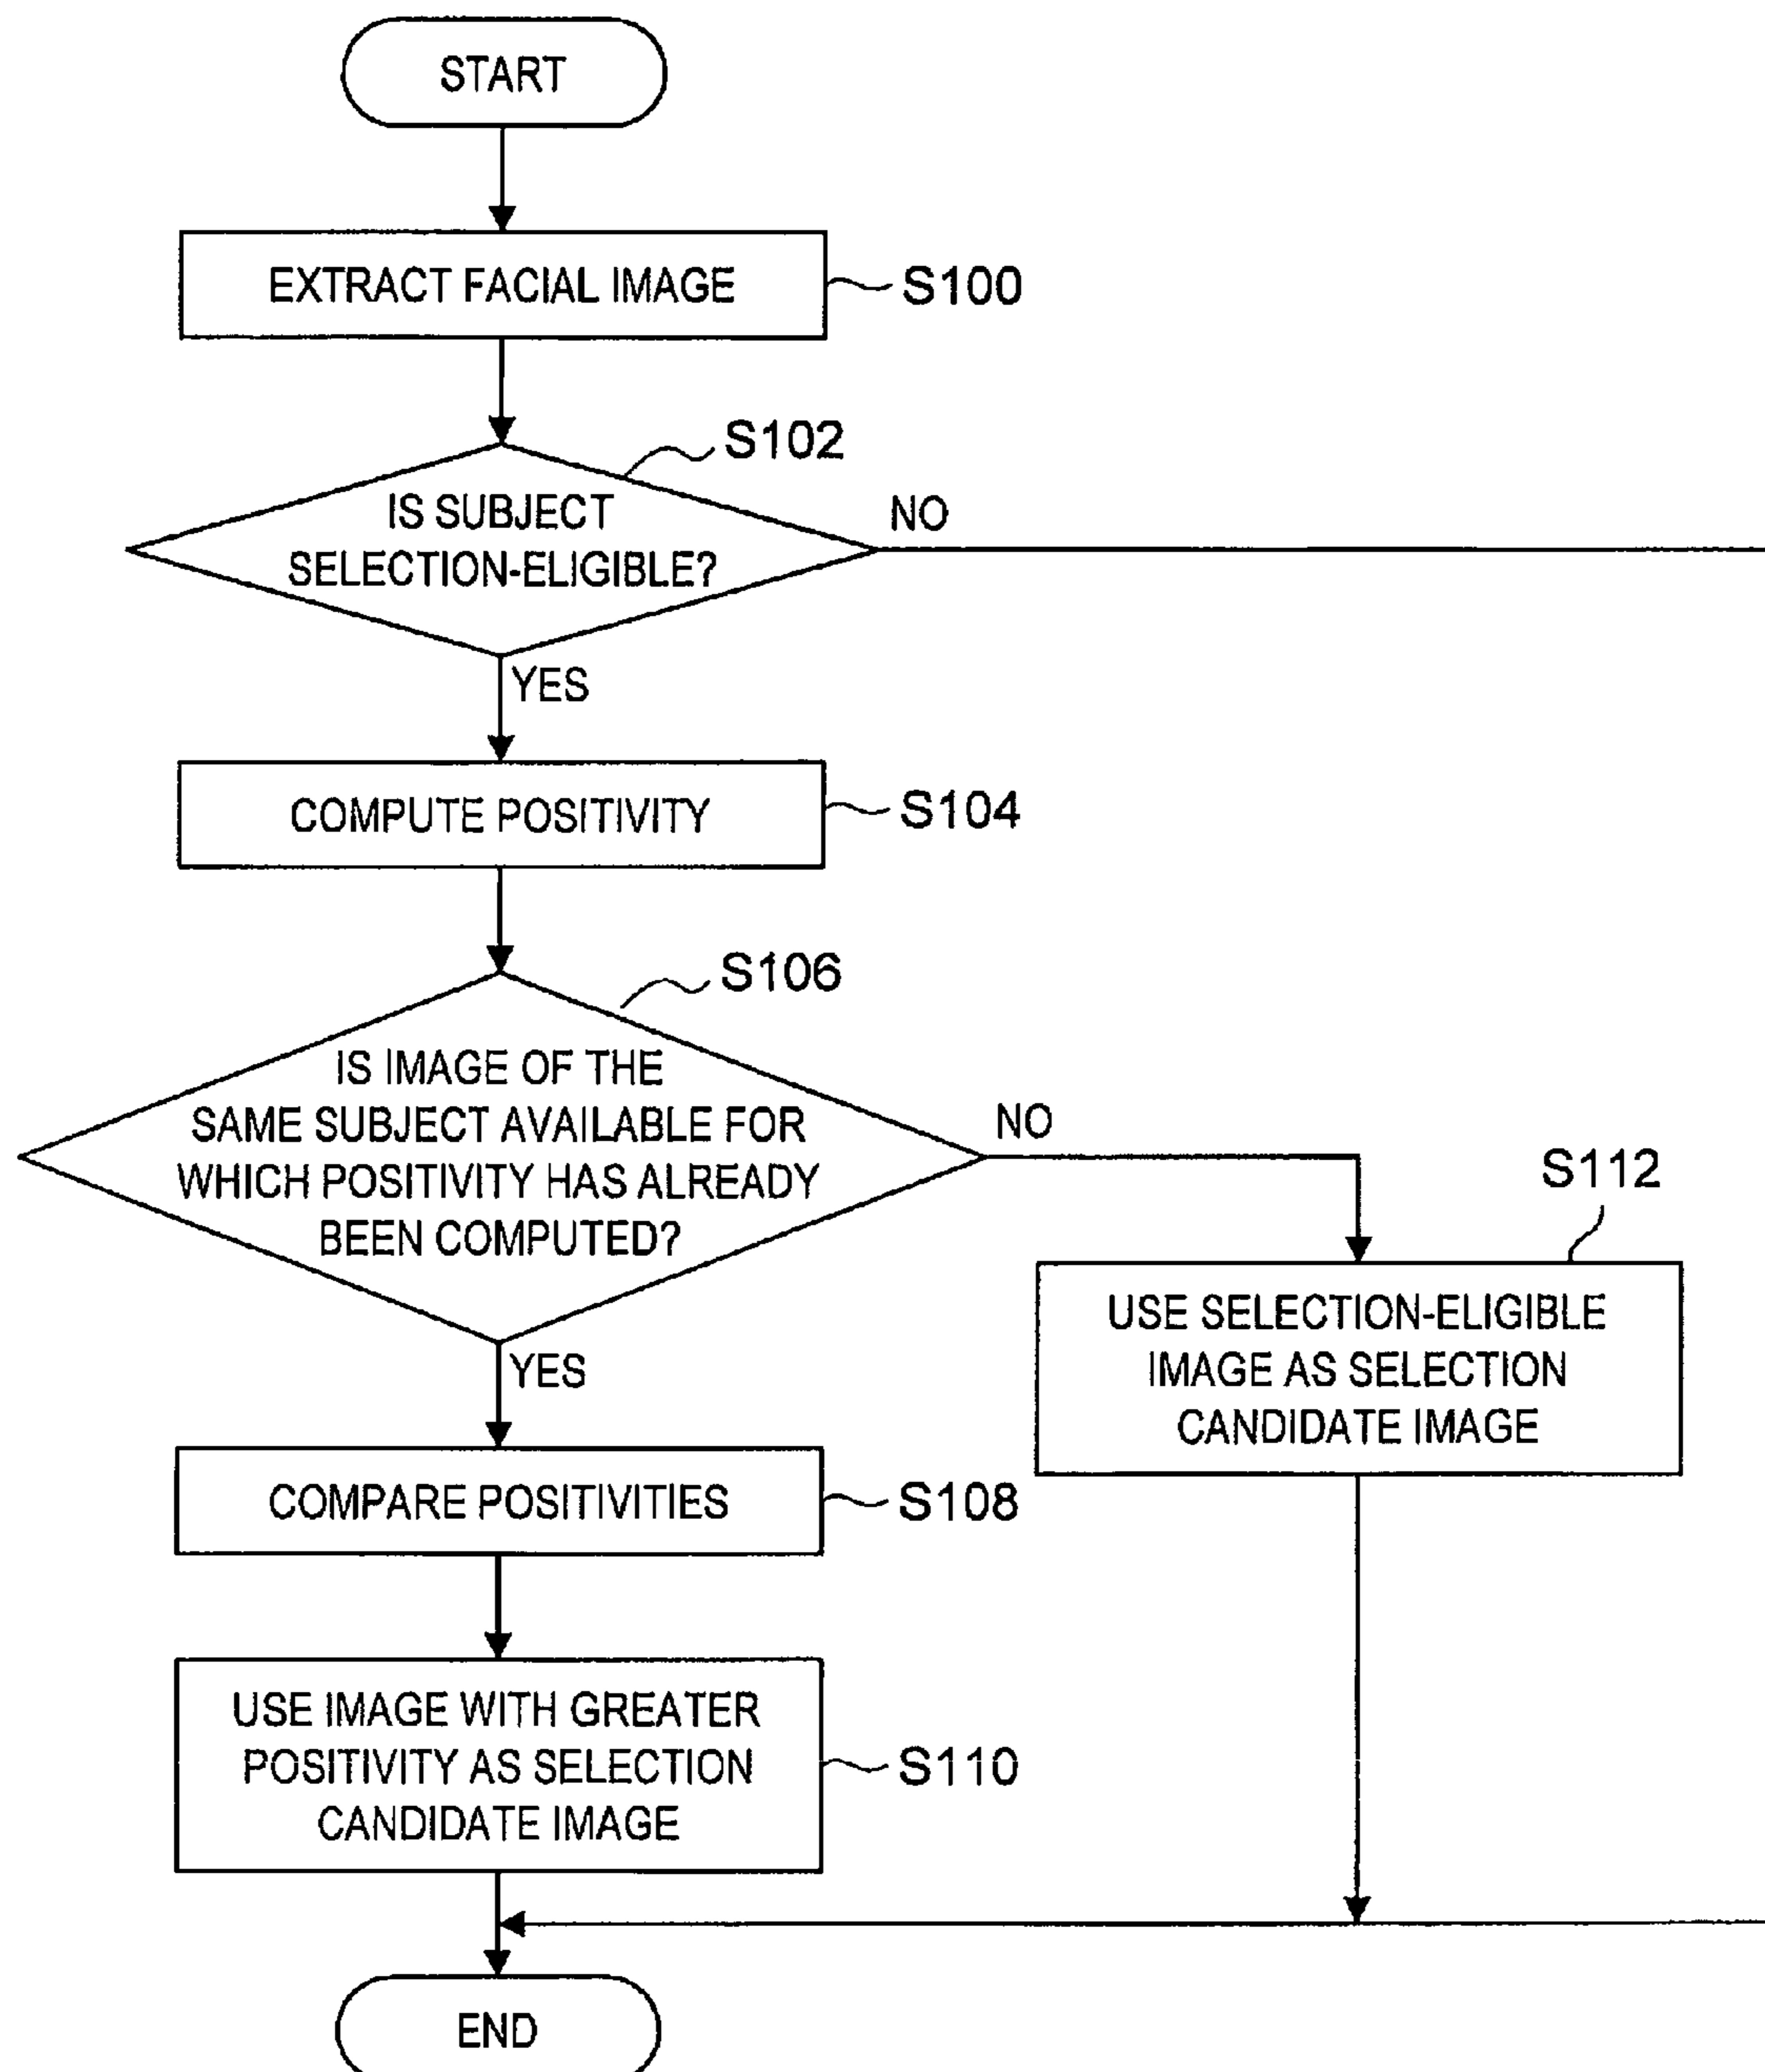 START
EXTRACT FACIAL IMAGE
S100
S102
IS SUBJECT
SELECTION-ELIGIBLE?
NO
YES
COMPUTE POSITIVITY
S104
S106
IS IMAGE OF THE
SAME SUBJECT AVAILABLE FOR
WHICH POSITIVITY HAS ALREADY
BEEN COMPUTED?
NO
YES
S112
USE SELECTION-ELIGIBLE
IMAGE AS SELECTION
CANDIDATE IMAGE
COMPARE POSITIVITIES
S108
USE IMAGE WITH GREATER
POSITIVITY AS SELECTION
CANDIDATE IMAGE
S110
END